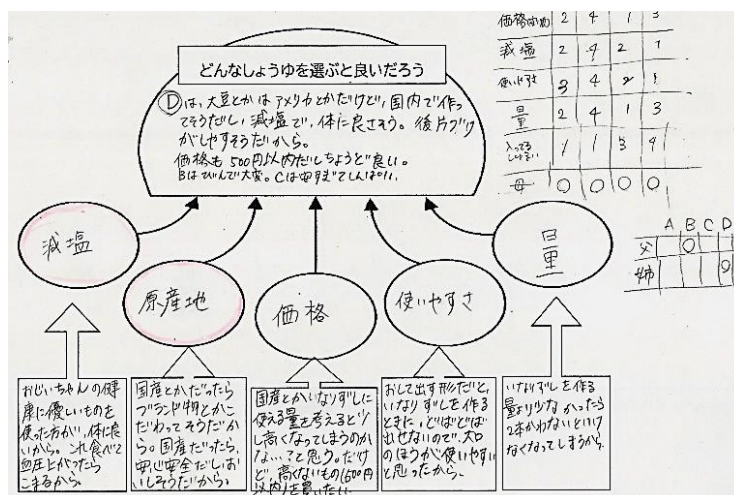 どんなしょうゆを選ぶと良いだろう
Ⓓは、大豆とかはアメリカとかだけど、国内で作っ
てそうだし、減塩で、体に良さそう。後片づけ
がしやすそうだから。
価格も500円以内だしちょうど良い。
Bはびんで大変。Cは安すぎてしんぱい。
減塩
原産地
価格
使いやすさ
量
おじいちゃんの健
康に優しいものを
使った方が、体に良
いから。これ食べて
血圧上がったら
こまるから。
国産とかだったら
ブランド物とかこ
だわってそうだか
ら。国産だったら、
安心安全だしお
いしそうだから。
国産とかいなりずしに
使える量を考えると少
し高くなってしまうのか
な…?と思う。だけ
ど、高くないもの(600円
以内)を買いたい。
おして出す形だと、
いなりずしを作る
ときに、どばどば
出せないので、大口
のほうが使いやすい
と思ったから。
いなりずしを作る
量より少なかったら
2本かわないといけ
なくなってしまうから。
価格 2 4 1 3
減塩 2 4 2 1
使いやすさ 3 4 2 1
量 2 4 1 3
入ってる 1 1 3 4
母 〇 〇 〇 〇
A B C D
父 〇
姉 〇